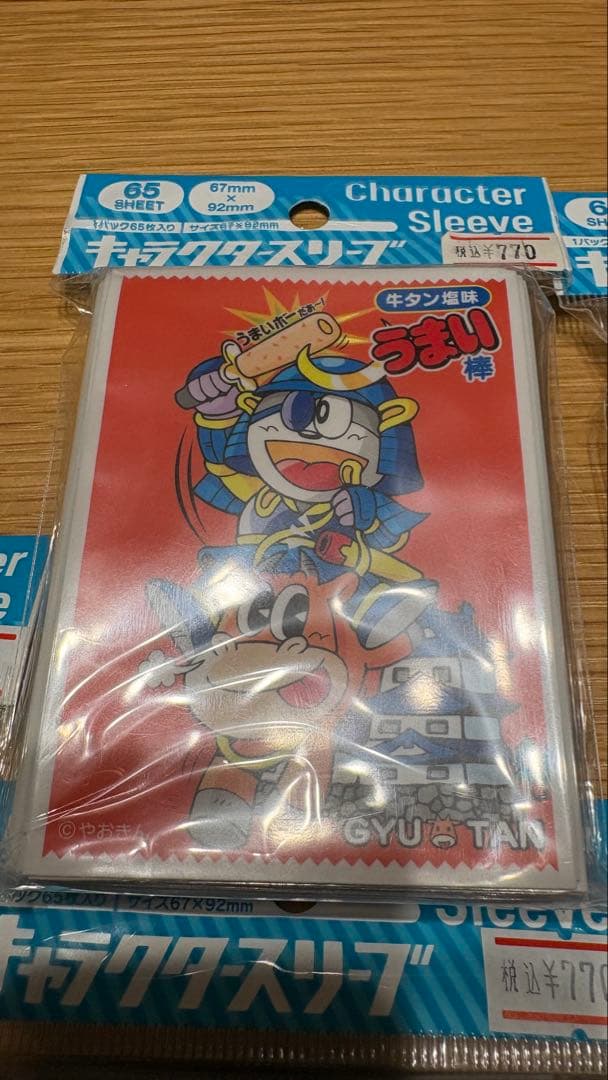 65
SHEET
67mm
×
92mm
Character
Sleeve
1パック65枚入り
サイズ67×92mm
キャラクタースリーブ
税込¥770
牛タン塩味
うまい
棒
うまいボーだぁ〜!
©やおきん
GYU TAN
パック65枚入り
サイズ67×92mm
Sleeve
キャラクタースリーブ
税込¥770
er
e
1パック